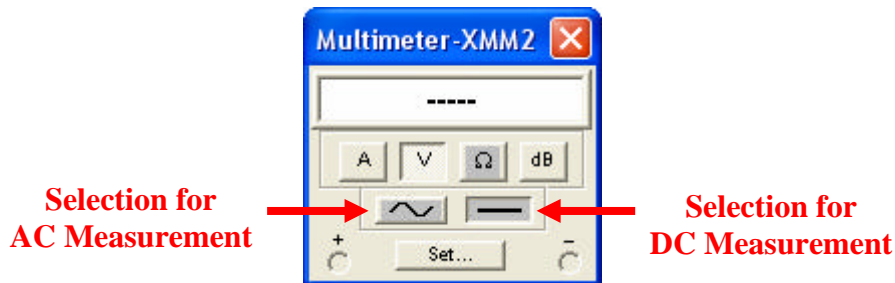 Multimeter-XMM2
-----
A V Ω dB
Selection for
AC Measurement
Selection for
DC Measurement
+ Set... -